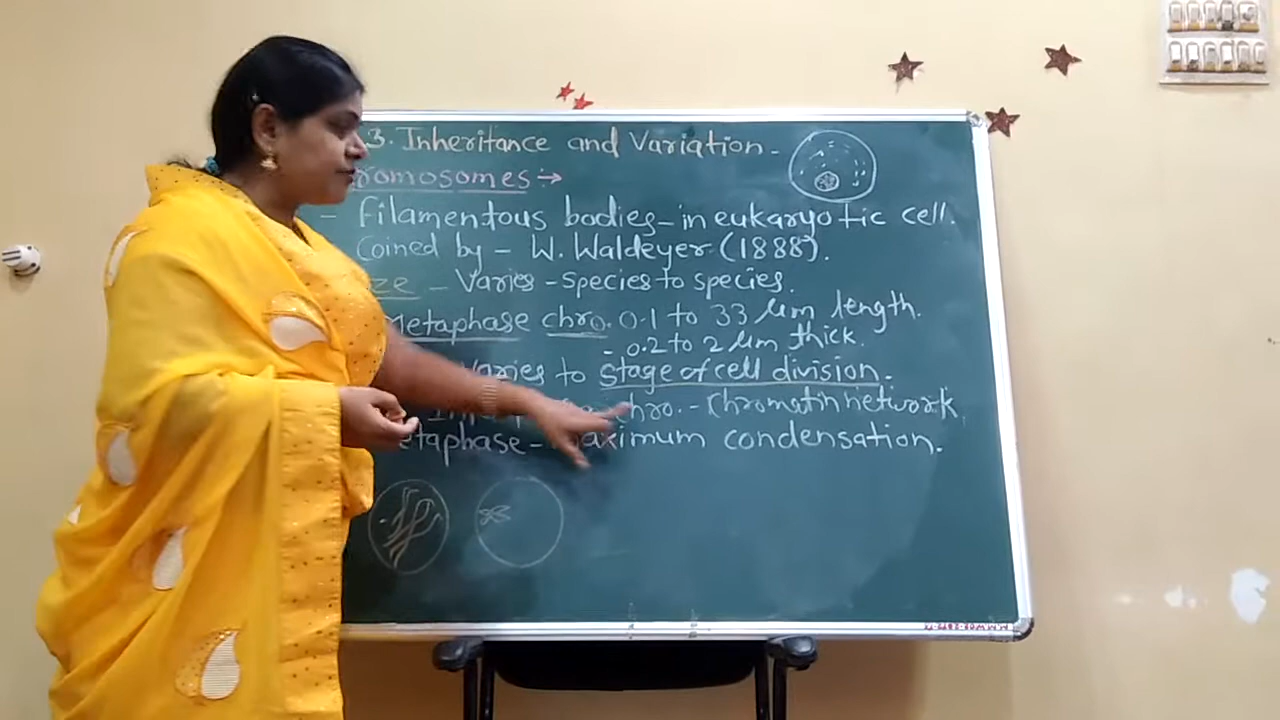 3. Inheritance and Variation -
romosomes :→
- Filamentous bodies - in eukaryotic cell.
Coined by - W. Waldeyer (1888).
ze - Varies - Species to species.
Metaphase chro. 0.1 to 33 μm length.
- 0.2 to 2 μm thick.
Varies to stage of cell division.
chro. - Chromatin network
etaphase - maximum condensation.